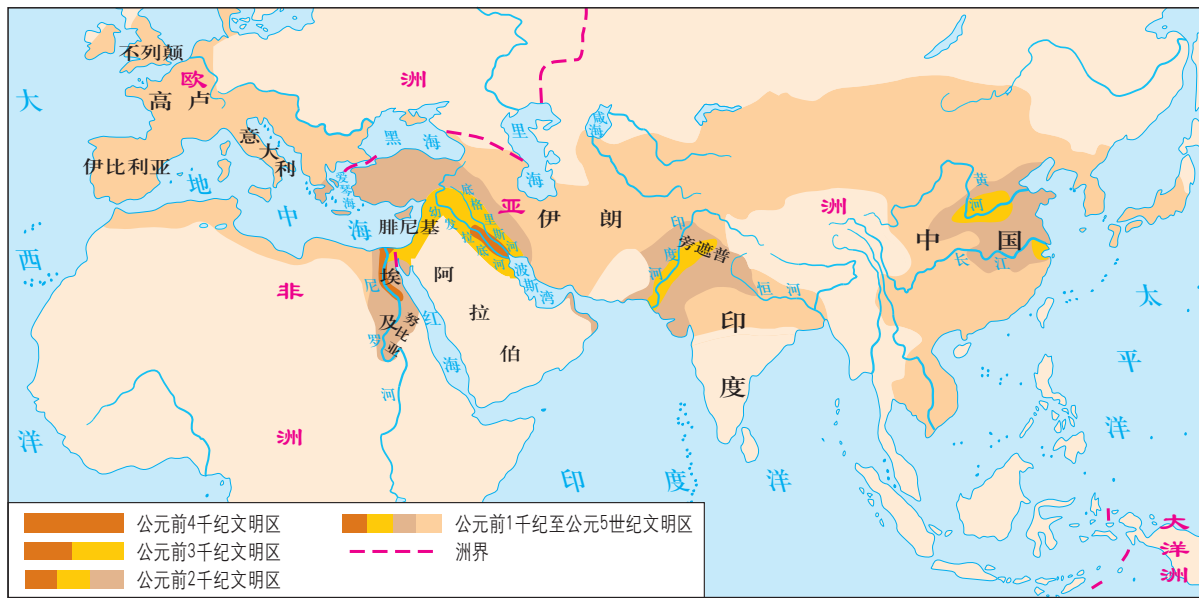 不列颠
欧 洲
高卢
意大利
伊比利亚
大西洋
地中海
黑海
里海
咸海
爱琴海
腓尼基
幼发拉底河
底格里斯河
亚 洲
伊朗
波斯湾
阿拉伯
红海
埃及
努比亚
尼罗河
非 洲
印度河
旁遮普
恒河
印度
中国
黄河
长江
太平洋
印度洋
大洋洲
公元前4千纪文明区
公元前3千纪文明区
公元前2千纪文明区
公元前1千纪至公元5世纪文明区
洲界